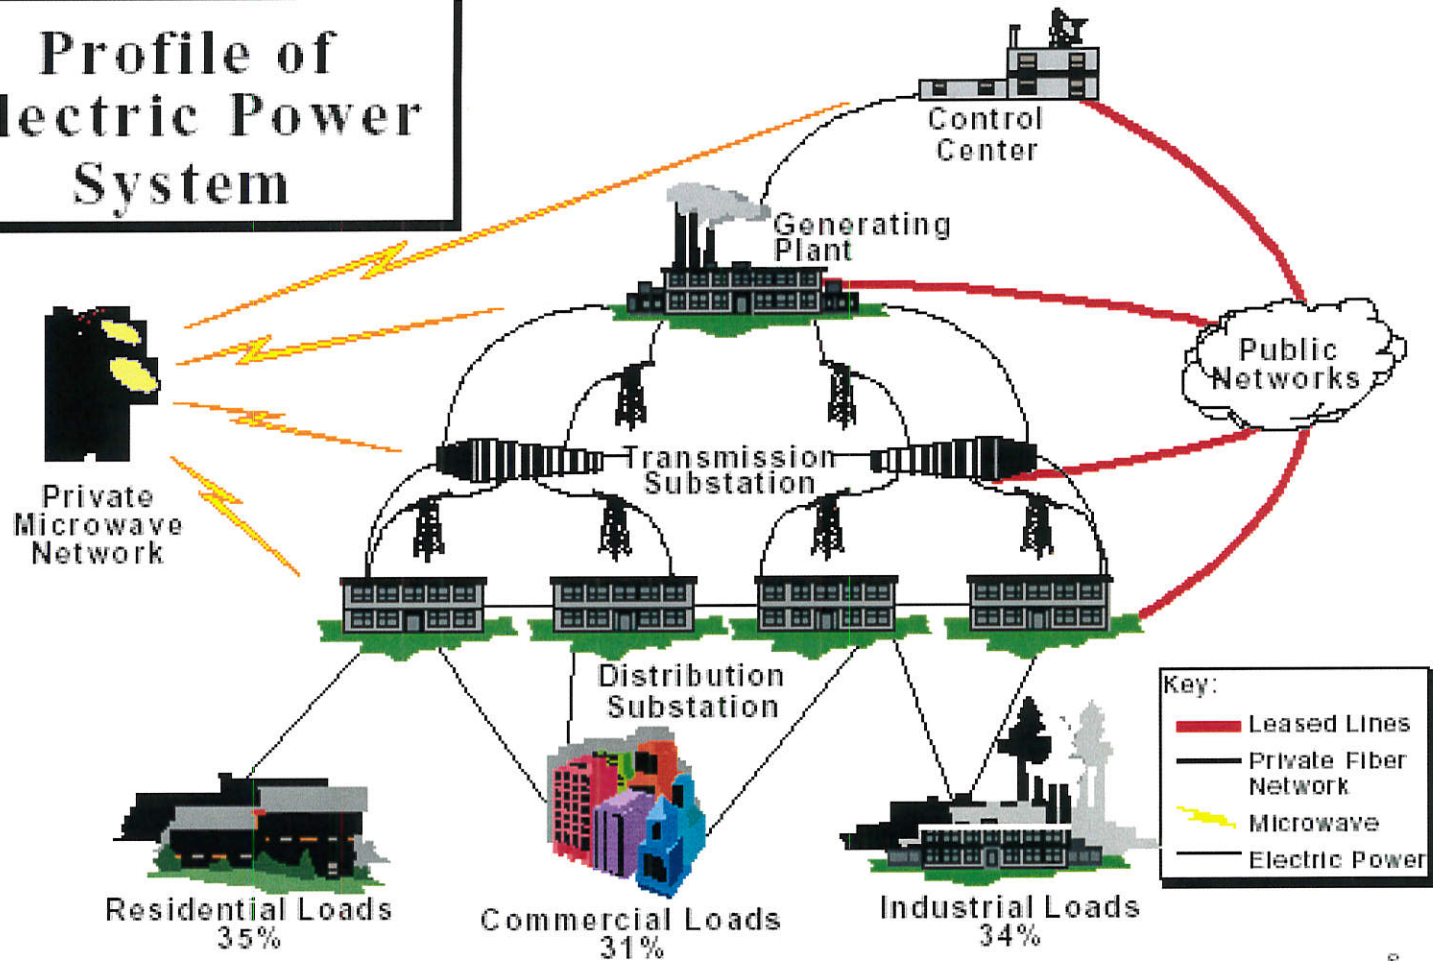 Profile of
lectric Power
System
Control
Center
Generating
Plant
Public
Networks
Transmission
Substation
Private
Microwave
Network
Distribution
Substation
Key:
Leased Lines
Private Fiber
Network
Microwave
Electric Power
Residential Loads
35%
Commercial Loads
31%
Industrial Loads
34%